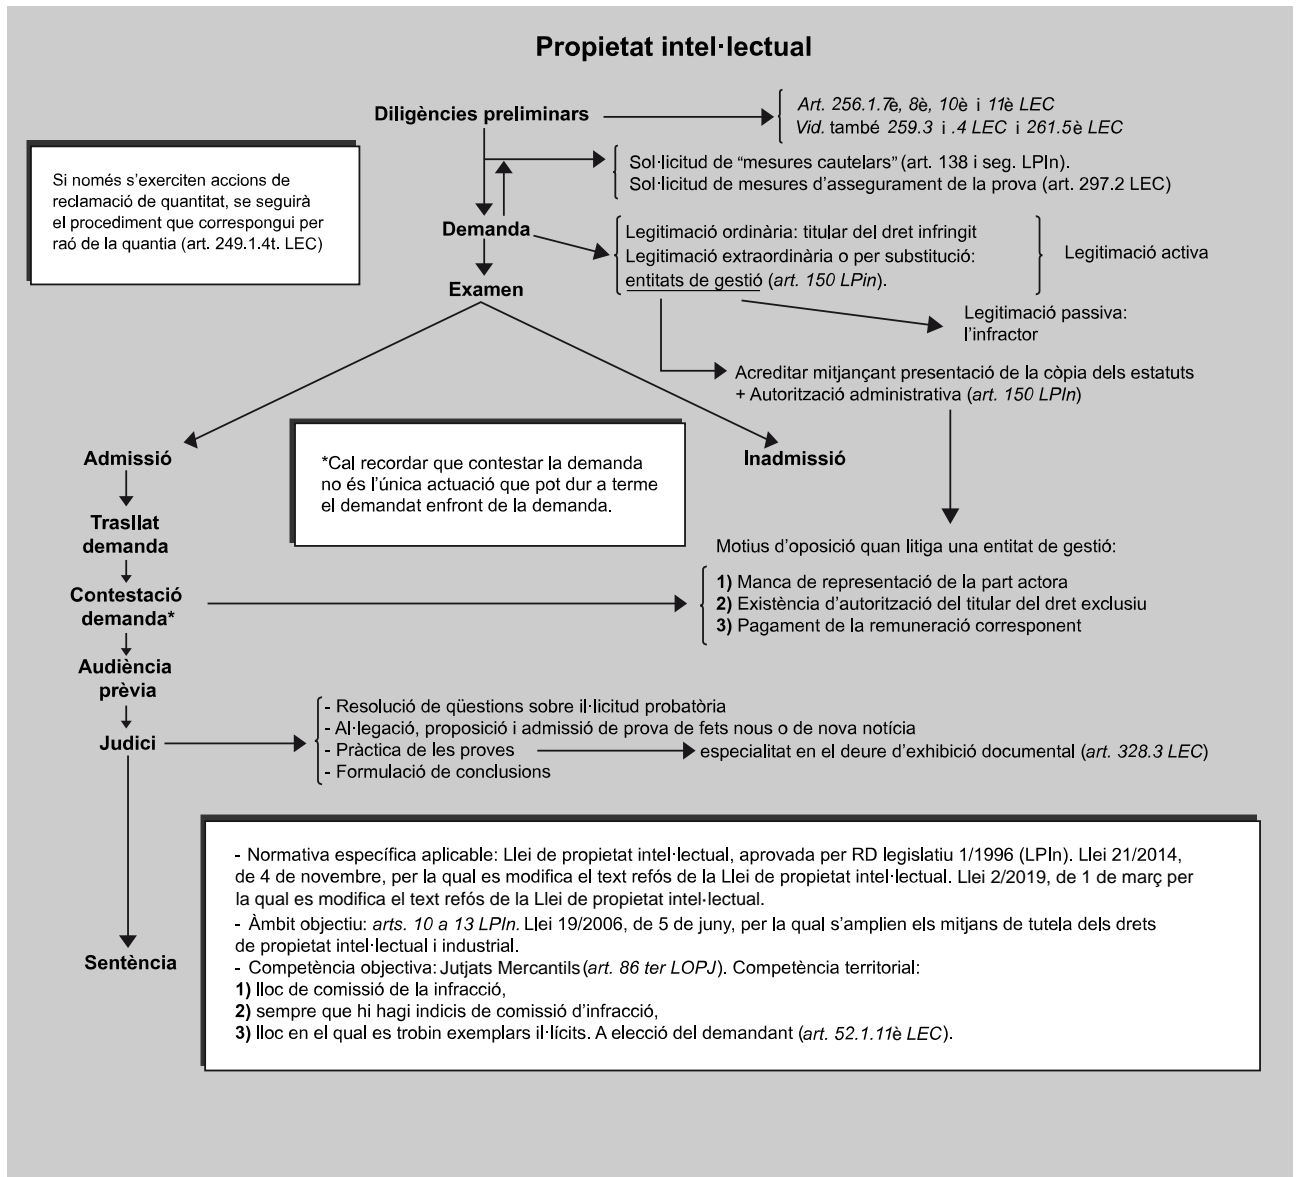 Propietat intel·lectual
Diligències preliminars
Art. 256.1.7è, 8è, 10è i 11è LEC
Vid. també 259.3 i .4 LEC i 261.5è LEC
Si només s’exerciten accions de
reclamació de quantitat, se seguirà
el procediment que correspongui per
raó de la quantia (art. 249.1.4t. LEC)
Sol·licitud de “mesures cautelars” (art. 138 i seg. LPIn).
Sol·licitud de mesures d’assegurament de la prova (art. 297.2 LEC)
Demanda
Legitimació ordinària: titular del dret infringit
Legitimació extraordinària o per substitució:
entitats de gestió (art. 150 LPin).
Legitimació activa
Examen
Legitimació passiva:
l’infractor
Acreditar mitjançant presentació de la còpia dels estatuts
+ Autorització administrativa (art. 150 LPIn)
Admissió
*Cal recordar que contestar la demanda
no és l’única actuació que pot dur a terme
el demandat enfront de la demanda.
Inadmissió
Trasllat
demanda
Motius d’oposició quan litiga una entitat de gestió:
Contestació
demanda*
1) Manca de representació de la part actora
2) Existència d’autorització del titular del dret exclusiu
3) Pagament de la remuneració corresponent
Audiència
prèvia
Judici
- Resolució de qüestions sobre il·licitud probatòria
- Al·legació, proposició i admissió de prova de fets nous o de nova notícia
- Pràctica de les proves
especialitat en el deure d’exhibició documental (art. 328.3 LEC)
- Formulació de conclusions
Sentència
- Normativa específica aplicable: Llei de propietat intel·lectual, aprovada per RD legislatiu 1/1996 (LPIn). Llei 21/2014,
de 4 de novembre, per la qual es modifica el text refós de la Llei de propietat intel·lectual. Llei 2/2019, de 1 de març per
la qual es modifica el text refós de la Llei de propietat intel·lectual.
- Àmbit objectiu: arts. 10 a 13 LPIn. Llei 19/2006, de 5 de juny, per la qual s’amplien els mitjans de tutela dels drets
de propietat intel·lectual i industrial.
- Competència objectiva: Jutjats Mercantils (art. 86 ter LOPJ). Competència territorial:
1) lloc de comissió de la infracció,
2) sempre que hi hagi indicis de comissió d’infracció,
3) lloc en el qual es trobin exemplars il·lícits. A elecció del demandant (art. 52.1.11è LEC).